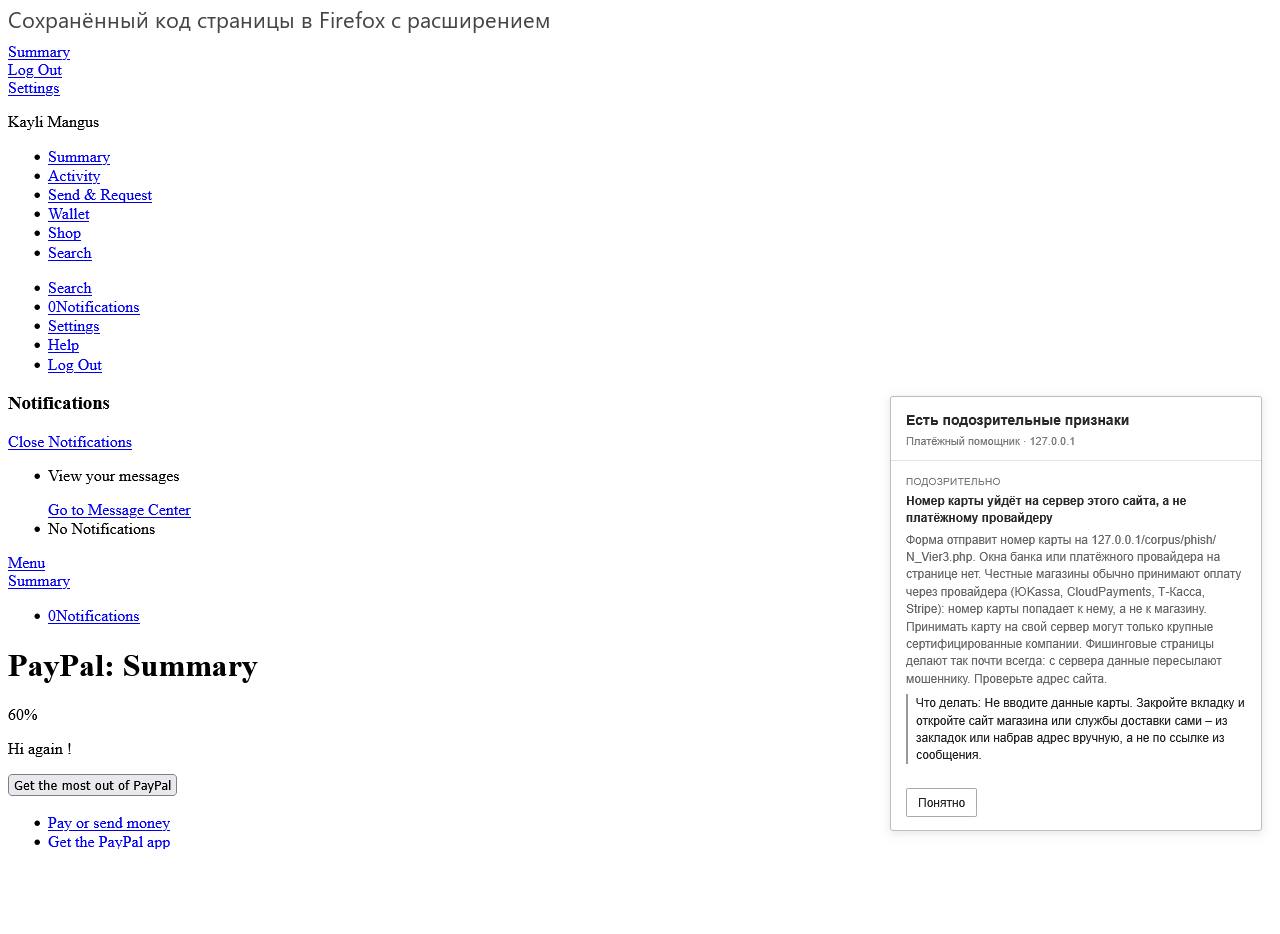 Сохранённый код страницы в Firefox с расширением
Summary
Log Out
Settings
Kayli Mangus
Summary
Activity
Send & Request
Wallet
Shop
Search
Search
0Notifications
Settings
Help
Log Out
Notifications
Close Notifications
View your messages
Go to Message Center
No Notifications
Menu
Summary
0Notifications
PayPal: Summary
60%
Hi again !
Get the most out of PayPal
Pay or send money
Get the PayPal app
Есть подозрительные признаки
Платёжный помощник · 127.0.0.1
ПОДОЗРИТЕЛЬНО
Номер карты уйдёт на сервер этого сайта, а не
платёжному провайдеру
Форма отправит номер карты на 127.0.0.1/corpus/phish/
N_Vier3.php. Окна банка или платёжного провайдера на
странице нет. Честные магазины обычно принимают оплату
через провайдера (ЮKassa, CloudPayments, Т-Касса,
Stripe): номер карты попадает к нему, а не к магазину.
Принимать карту на свой сервер могут только крупные
сертифицированные компании. Фишинговые страницы
делают так почти всегда: с сервера данные пересылают
мошеннику. Проверьте адрес сайта.
Что делать: Не вводите данные карты. Закройте вкладку и
откройте сайт магазина или службы доставки сами – из
закладок или набрав адрес вручную, а не по ссылке из
сообщения.
Понятно